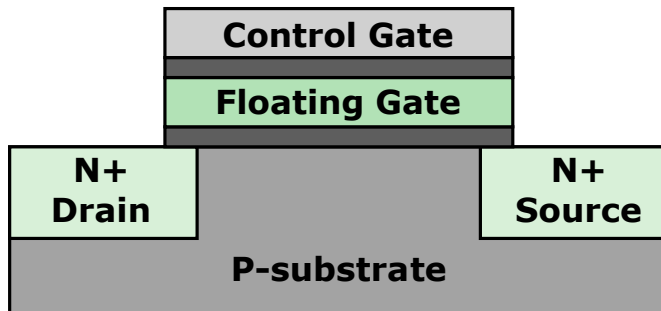 Control Gate
Floating Gate
N+
Drain
N+
Source
P-substrate